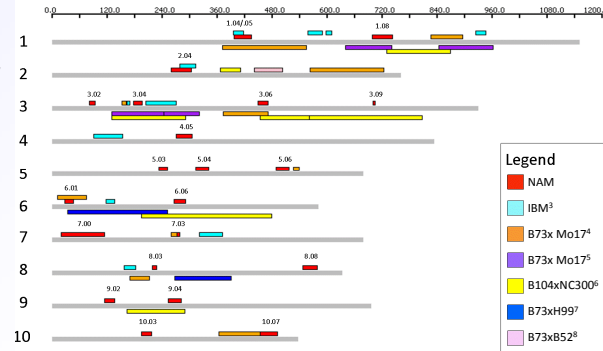 0.0 120.0 240.0 360.0 480.0 600.0 720.0 840.0 960.0 1080.0 1200
1.04/.05 1.08
1
2.04
2
3.02 3.04 3.06 3.09
3
4.05
4
5.03 5.04 5.06
5
6.01 6.06
6
7.00 7.03
7
8.03 8.08
8
9.02 9.04
9
10.03 10.07
10
Legend
NAM
IBM³
B73x Mo17⁴
B73x Mo17⁵
B104xNC300⁶
B73xH99⁷
B73xB52⁸